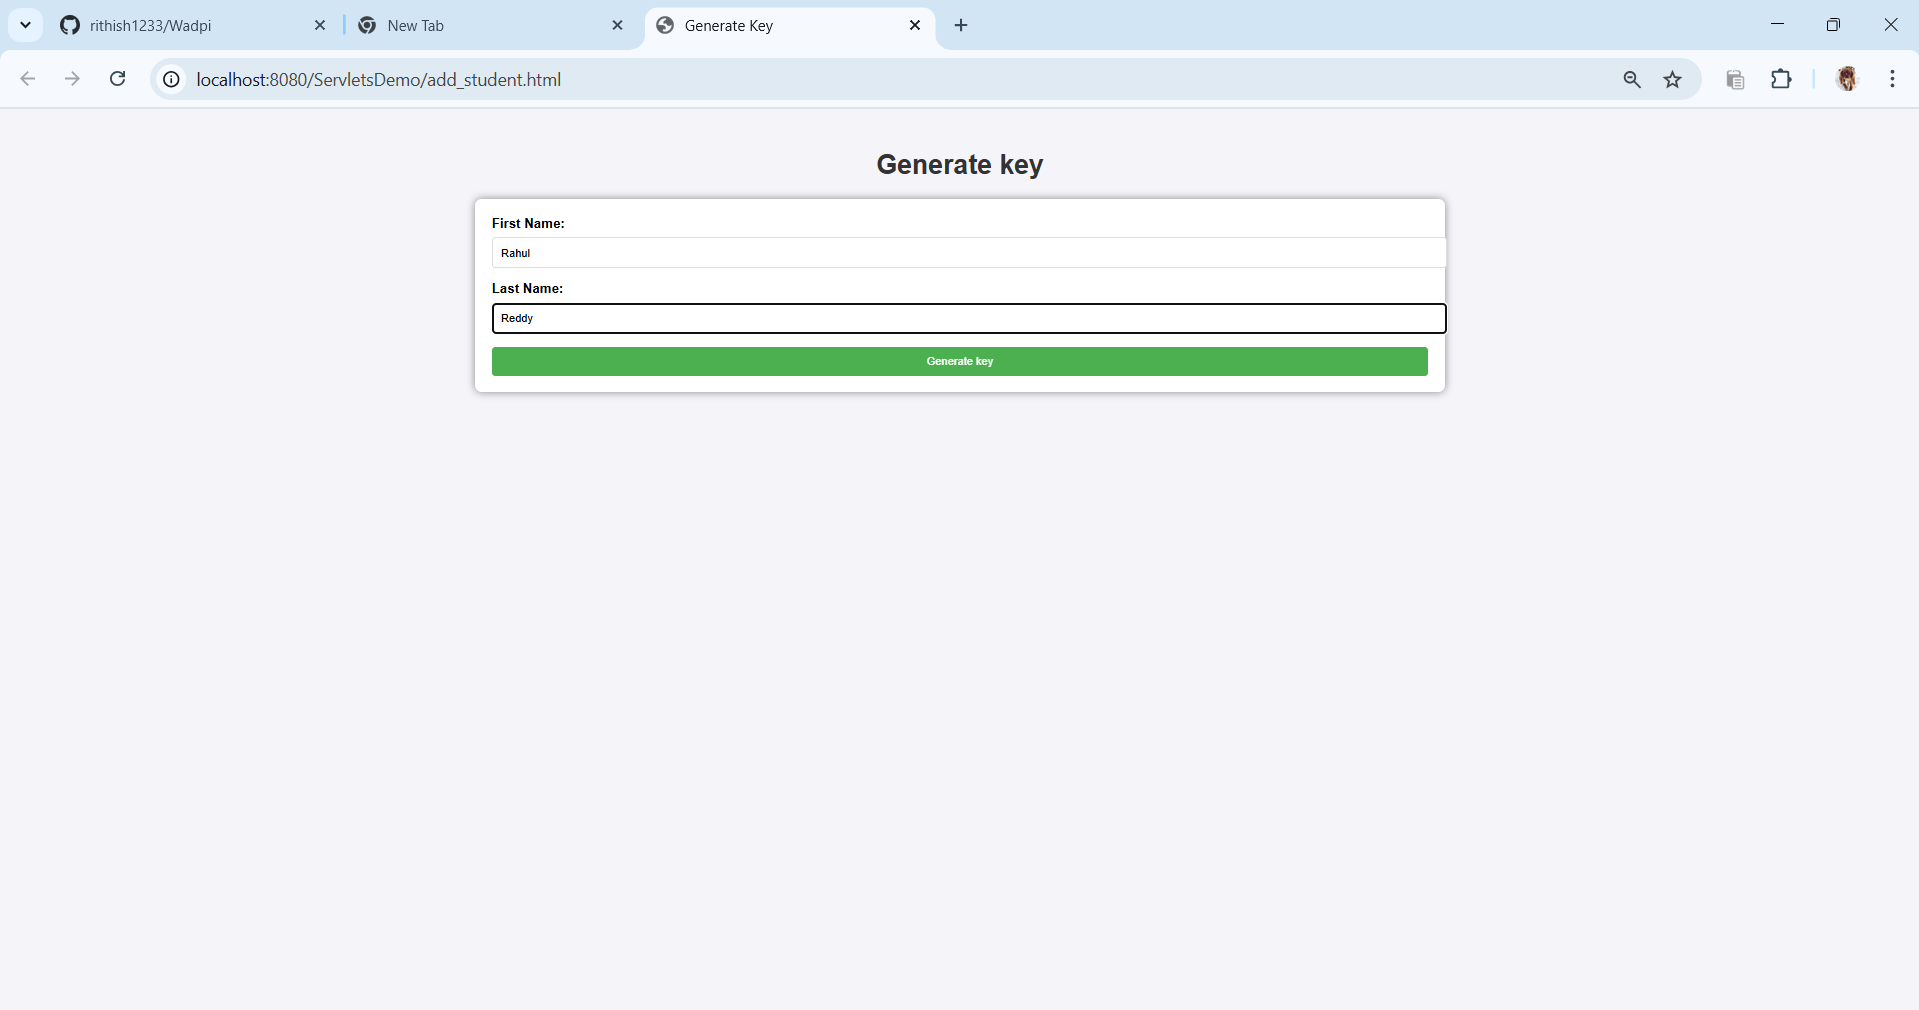 rithish1233/Wadpi
New Tab
Generate Key
localhost:8080/ServletsDemo/add_student.html
Generate key
First Name:
Rahul
Last Name:
Reddy
Generate key